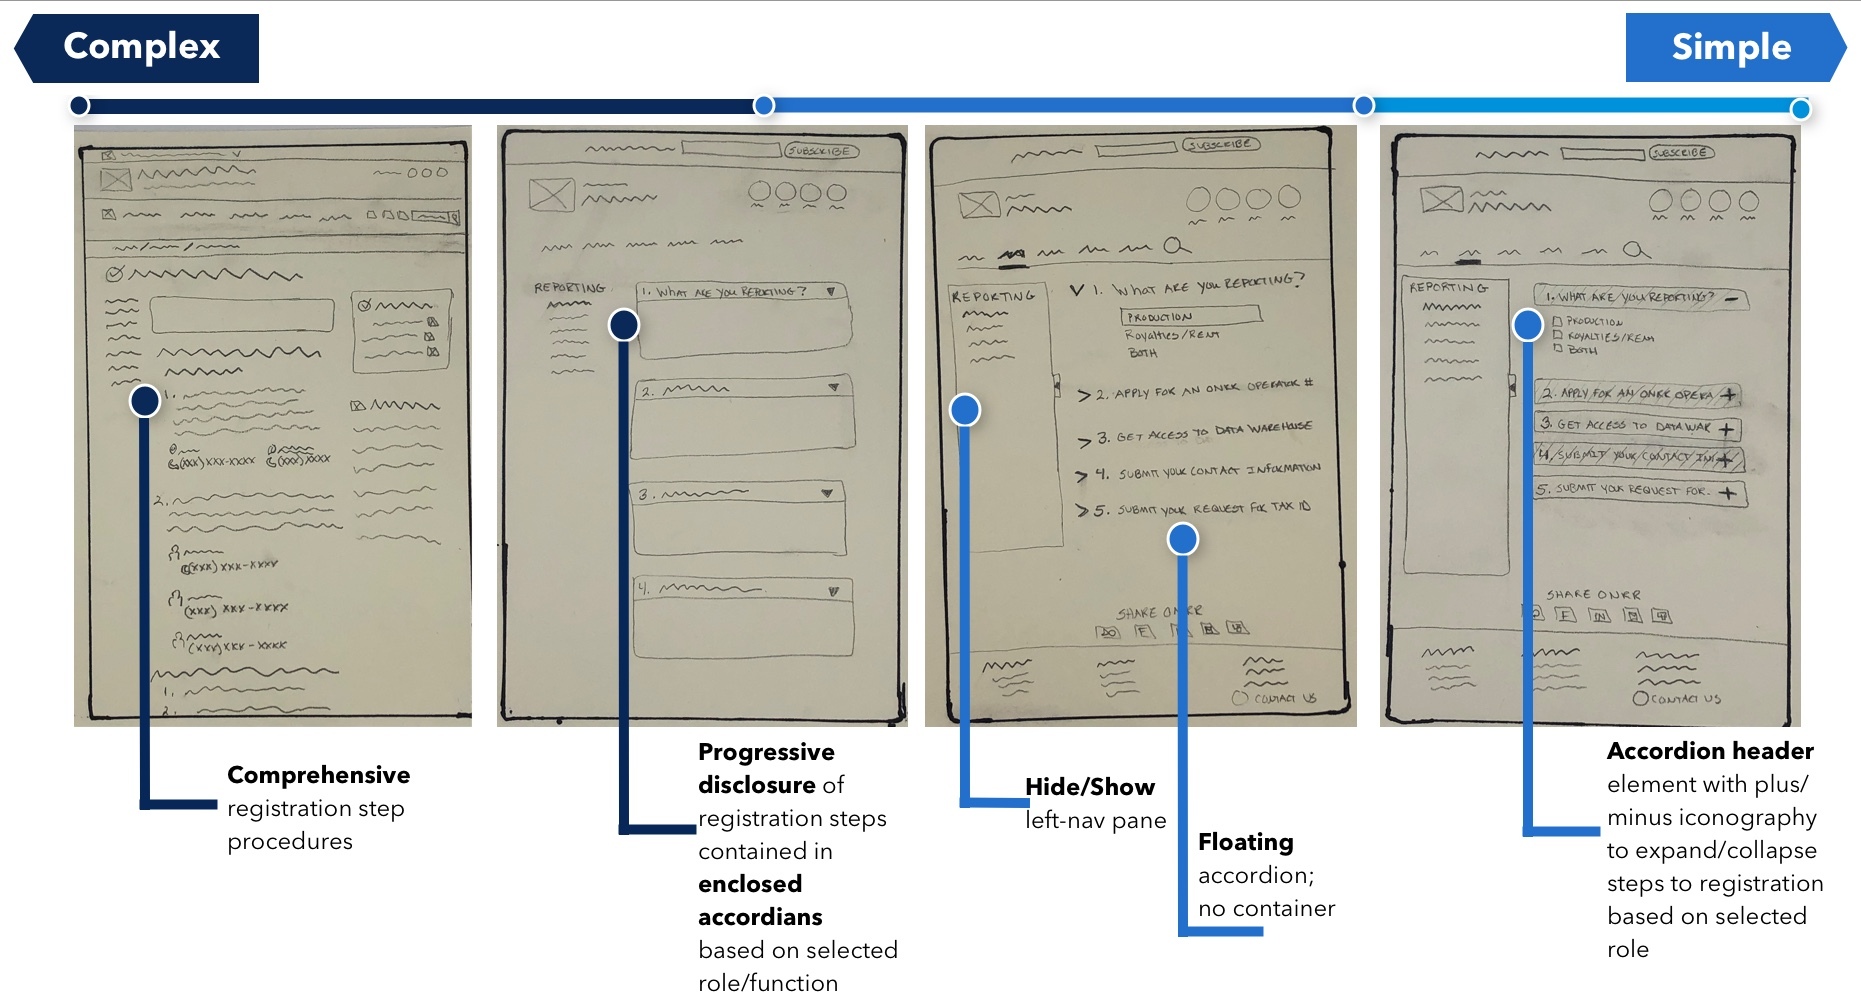 Complex
Simple
1.
(xxx) xxx-xxxx (xxx) xxxx
2.
(xxx) xxx-xxxx
(xxx) xxx-xxxx
(xxx) xxx-xxxx
1.
2.
SUBSCRIBE
REPORTING
1. WHAT ARE YOU REPORTING?
2.
3.
4.
SUBSCRIBE
REPORTING
1. WHAT ARE YOU REPORTING?
PRODUCTION
ROYALTIES/RENT
BOTH
2. APPLY FOR AN ONRR OPERATOR #
3. GET ACCESS TO DATA WAREHOUSE
4. SUBMIT YOUR CONTACT INFORMATION
5. SUBMIT YOUR REQUEST FOR TAX ID
SHARE ONRR
F
CONTACT US
SUBSCRIBE
REPORTING
1. WHAT ARE YOU REPORTING? −
PRODUCTION
ROYALTIES/RENT
BOTH
2. APPLY FOR AN ONRR OPERA +
3. GET ACCESS TO DATA WAR +
4. SUBMIT YOUR CONTACT INF +
5. SUBMIT YOUR REQUEST FOR. +
SHARE ONRR
F IN
CONTACT US
Comprehensive
registration step
procedures
Progressive
disclosure of
registration steps
contained in
enclosed
accordians
based on selected
role/function
Hide/Show
left-nav pane
Floating
accordion;
no container
Accordion header
element with plus/
minus iconography
to expand/collapse
steps to registration
based on selected
role